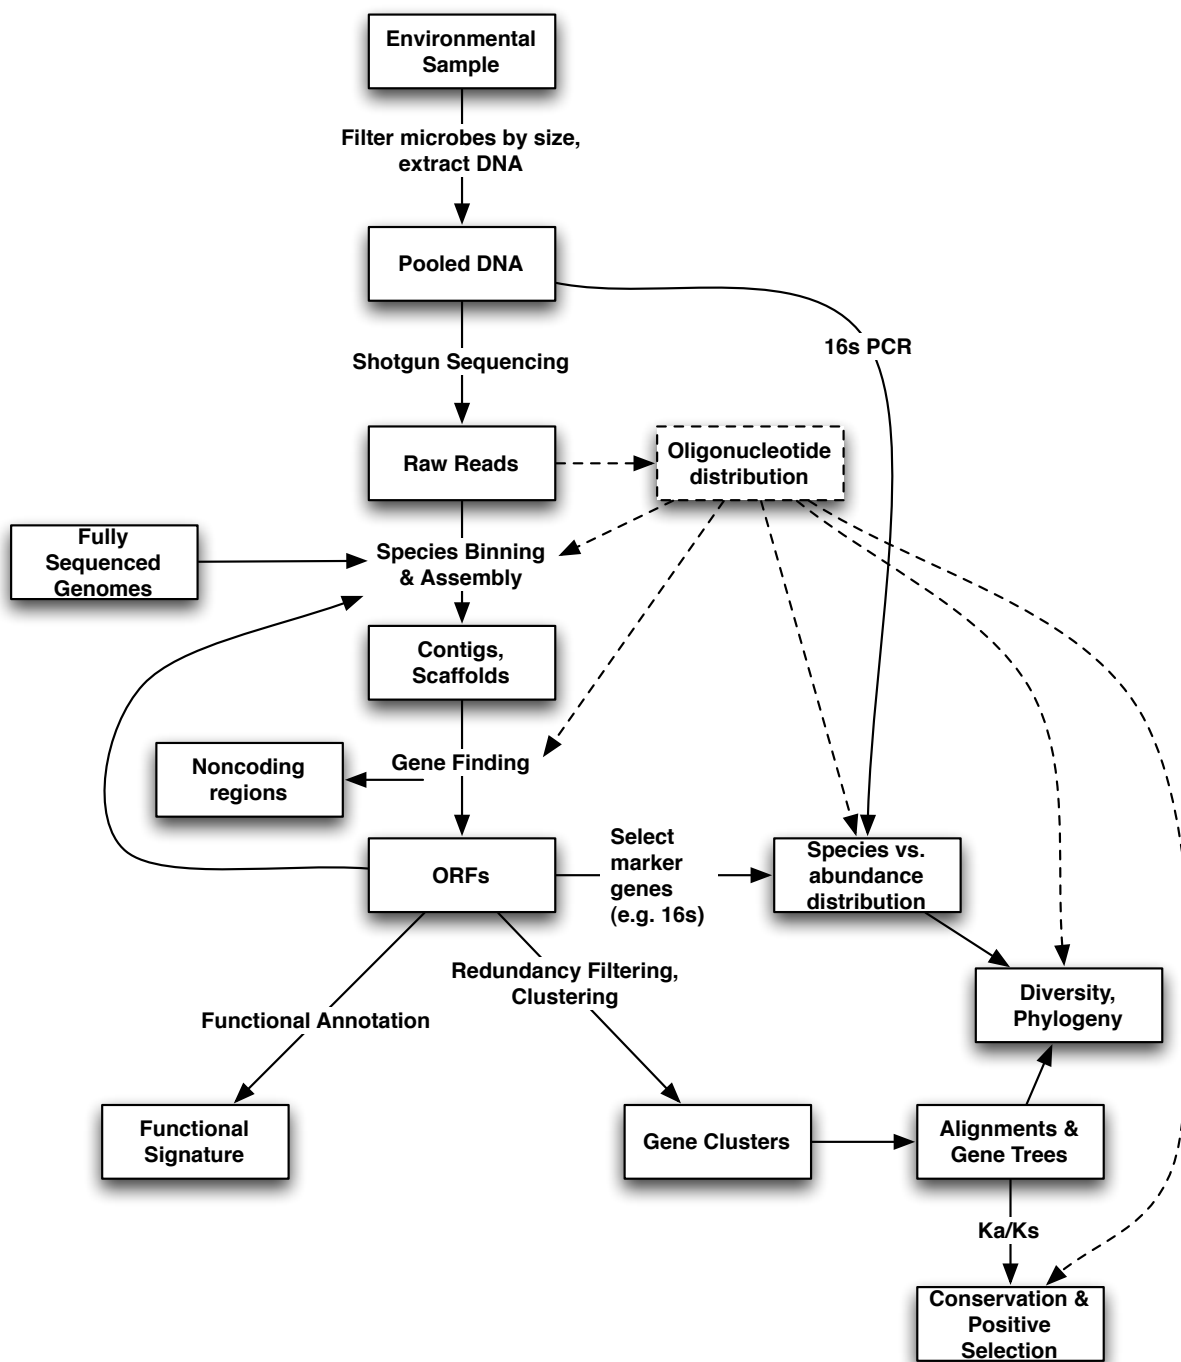 Environmental
Sample
Filter microbes by size,
extract DNA
Pooled DNA
16s PCR
Shotgun Sequencing
Raw Reads
Oligonucleotide
distribution
Fully
Sequenced
Genomes
Species Binning
& Assembly
Contigs,
Scaffolds
Gene Finding
Noncoding
regions
ORFs
Select
marker
genes
(e.g. 16s)
Species vs.
abundance
distribution
Redundancy Filtering,
Clustering
Diversity,
Phylogeny
Functional Annotation
Functional
Signature
Gene Clusters
Alignments &
Gene Trees
Ka/Ks
Conservation &
Positive
Selection